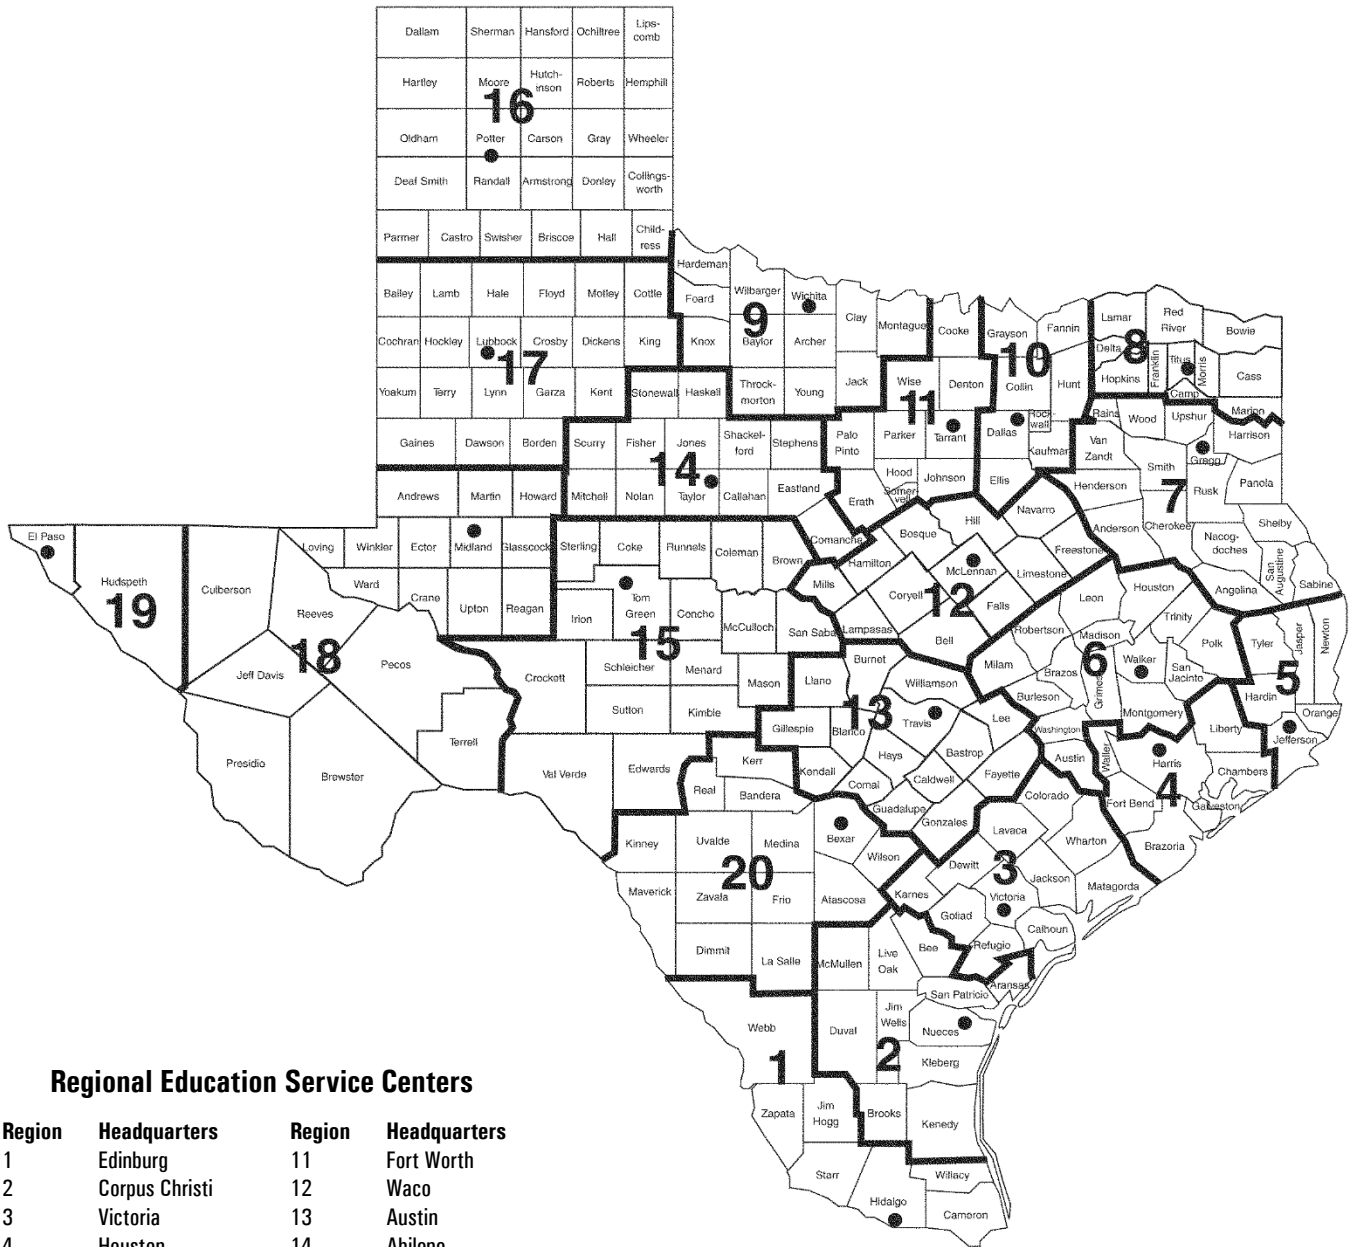 Dallam Sherman Hansford Ochiltree Lips-
comb
Hartley Moore Hutch-
inson Roberts Hemphill
16
Oldham Potter Carson Gray Wheeler
Deaf Smith Randall Armstrong Donley Collings-
worth
Parmer Castro Swisher Briscoe Hall Child-
ress
Hardeman
Bailey Lamb Hale Floyd Motley Cottle Foard Wilbarger Wichita Clay Montague Cooke Grayson Fannin Lamar Red
River Bowie
9 10 8
Cochran Hockley Lubbock Crosby Dickens King Knox Baylor Archer
17
Delta Hopkins Franklin Titus Morris Camp Cass
Yoakum Terry Lynn Garza Kent Stonewall Haskell Throck-
morton Young Jack Wise Denton Collin Hunt
11
Rock-
wall Rains Wood Upshur Marion
Gaines Dawson Borden Scurry Fisher Jones Shackel-
ford Stephens Palo
Pinto Parker Tarrant Dallas Kaufman Van
Zandt Smith Gregg Harrison
14 7
Andrews Martin Howard Mitchell Nolan Taylor Callahan Eastland Erath Hood Somer-
vell Johnson Ellis Henderson Rusk Panola
El Paso Hudspeth Culberson Loving Winkler Ector Midland Glasscock Sterling Coke Runnels Coleman Brown Comanche Bosque Hill Navarro Anderson Cherokee Nacog-
doches Shelby
19
Reeves Ward Crane Upton Reagan Irion Tom
Green Concho McCulloch Mills Hamilton McLennan Limestone Freestone Houston Angelina San
Augustine Sabine
18 15 12
Coryell Falls Leon Trinity
San Saba Lampasas Bell Robertson Madison Polk Tyler Jasper Newton
Jeff Davis Pecos Crockett Schleicher Menard Mason Llano Burnet Williamson Milam Brazos Grimes Walker San
Jacinto Hardin
6 5
Presidio Brewster Terrell Val Verde Sutton Kimble Edwards Gillespie Blanco Travis Lee Burleson Washington Montgomery Liberty Orange
Jefferson
13
Kerr Kendall Hays Bastrop Fayette Austin Waller Harris Chambers
Real Bandera Comal Caldwell Colorado Fort Bend Galveston
4
Guadalupe Gonzales Lavaca Wharton Brazoria
Kinney Uvalde Medina Bexar Wilson Dewitt Jackson Matagorda
20 3
Maverick Zavala Frio Atascosa Karnes Goliad Victoria Calhoun
Dimmit La Salle McMullen Live
Oak Bee Refugio Aransas
San Patricio
Webb Duval Jim
Wells Nueces
1 2
Kleberg
Zapata Jim
Hogg Brooks Kenedy
Starr Hidalgo Willacy
Cameron
Regional Education Service Centers
Region Headquarters Region Headquarters
1 Edinburg 11 Fort Worth
2 Corpus Christi 12 Waco
3 Victoria 13 Austin
4 Houston 14 Abilene